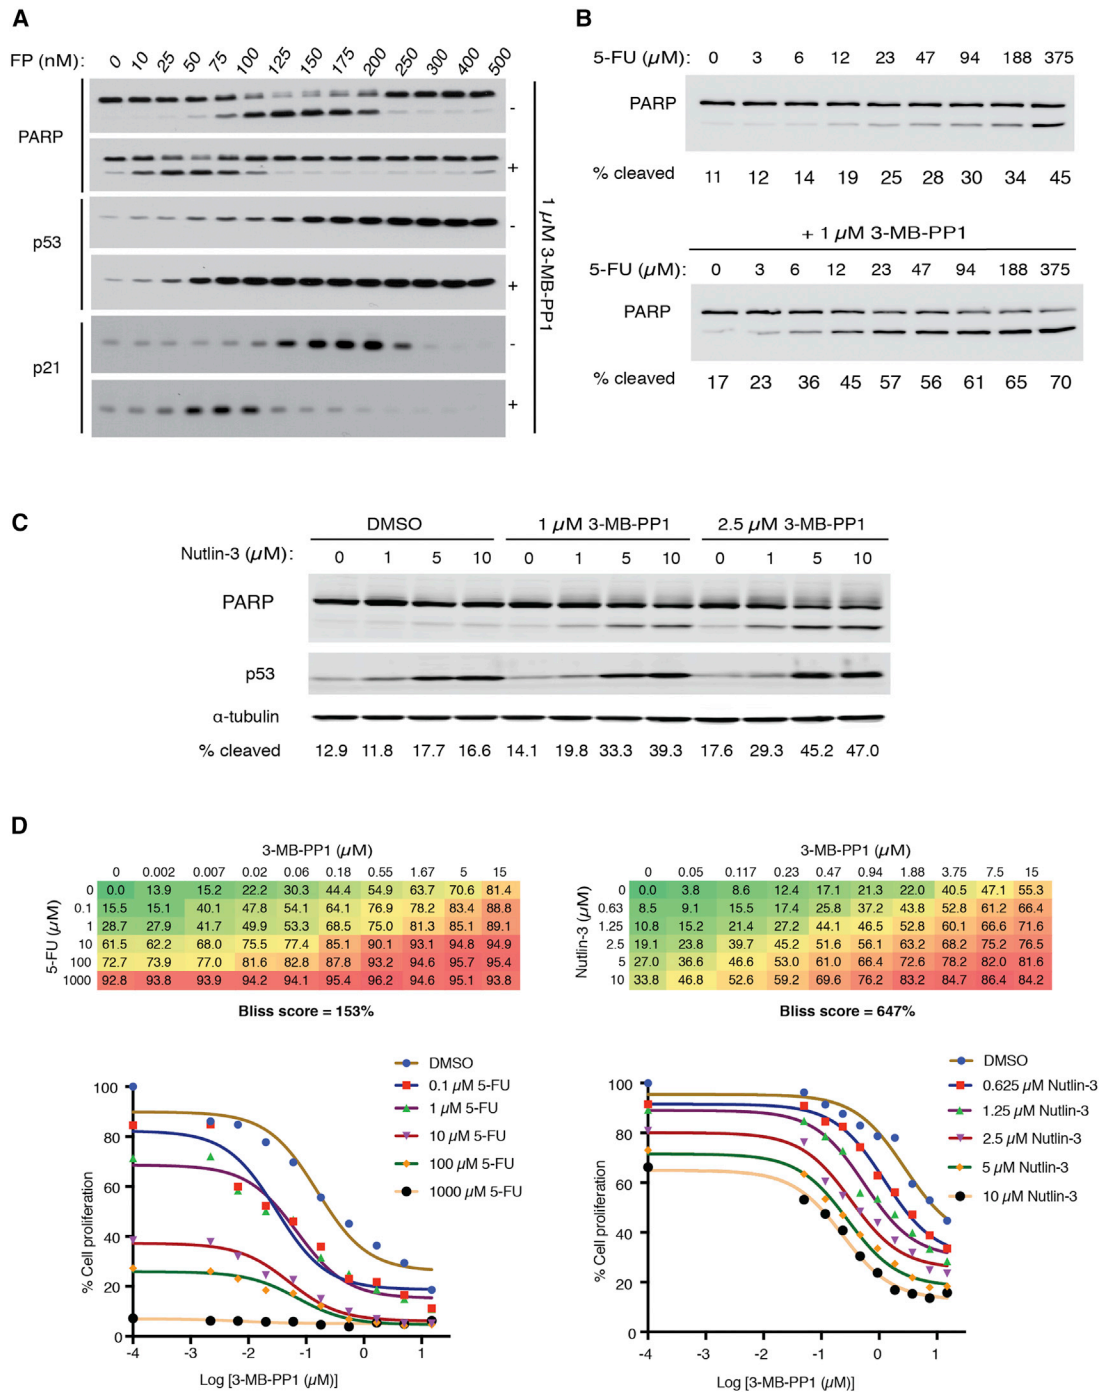 A
FP (nM): 0 10 25 50 75 100 125 150 175 200 250 300 400 500
PARP
-
+
p53
-
+
p21
-
+
1 µM 3-MB-PP1
B
5-FU (µM): 0 3 6 12 23 47 94 188 375
PARP
% cleaved 11 12 14 19 25 28 30 34 45
+ 1 µM 3-MB-PP1
5-FU (µM): 0 3 6 12 23 47 94 188 375
PARP
% cleaved 17 23 36 45 57 56 61 65 70
C
DMSO 1 µM 3-MB-PP1 2.5 µM 3-MB-PP1
Nutlin-3 (µM): 0 1 5 10 0 1 5 10 0 1 5 10
PARP
p53
α-tubulin
% cleaved 12.9 11.8 17.7 16.6 14.1 19.8 33.3 39.3 17.6 29.3 45.2 47.0
D
3-MB-PP1 (µM)
0 0.002 0.007 0.02 0.06 0.18 0.55 1.67 5 15
5-FU (µM)
0 0.0 13.9 15.2 22.2 30.3 44.4 54.9 63.7 70.6 81.4
0.1 15.5 15.1 40.1 47.8 54.1 64.1 76.9 78.2 83.4 88.8
1 28.7 27.9 41.7 49.9 53.3 68.5 75.0 81.3 85.1 89.1
10 61.5 62.2 68.0 75.5 77.4 85.1 90.1 93.1 94.8 94.9
100 72.7 73.9 77.0 81.6 82.8 87.8 93.2 94.6 95.7 95.4
1000 92.8 93.8 93.9 94.2 94.1 95.4 96.2 94.6 95.1 93.8
Bliss score = 153%
3-MB-PP1 (µM)
0 0.05 0.117 0.23 0.47 0.94 1.88 3.75 7.5 15
Nutlin-3 (µM)
0 0.0 3.8 8.6 12.4 17.1 21.3 22.0 40.5 47.1 55.3
0.63 8.5 9.1 15.5 17.4 25.8 37.2 43.8 52.8 61.2 66.4
1.25 10.8 15.2 21.4 27.2 44.1 46.5 52.8 60.1 66.6 71.6
2.5 19.1 23.8 39.7 45.2 51.6 56.1 63.2 68.2 75.2 76.5
5 27.0 36.6 46.6 53.0 61.0 66.4 72.6 78.2 82.0 81.6
10 33.8 46.8 52.6 59.2 69.6 76.2 83.2 84.7 86.4 84.2
Bliss score = 647%
% Cell proliferation
100
80
60
40
20
0
-4 -3 -2 -1 0 1
Log [3-MB-PP1 (µM)]
DMSO
0.1 µM 5-FU
1 µM 5-FU
10 µM 5-FU
100 µM 5-FU
1000 µM 5-FU
% Cell proliferation
100
80
60
40
20
0
-4 -3 -2 -1 0 1
Log [3-MB-PP1 (µM)]
DMSO
0.625 µM Nutlin-3
1.25 µM Nutlin-3
2.5 µM Nutlin-3
5 µM Nutlin-3
10 µM Nutlin-3